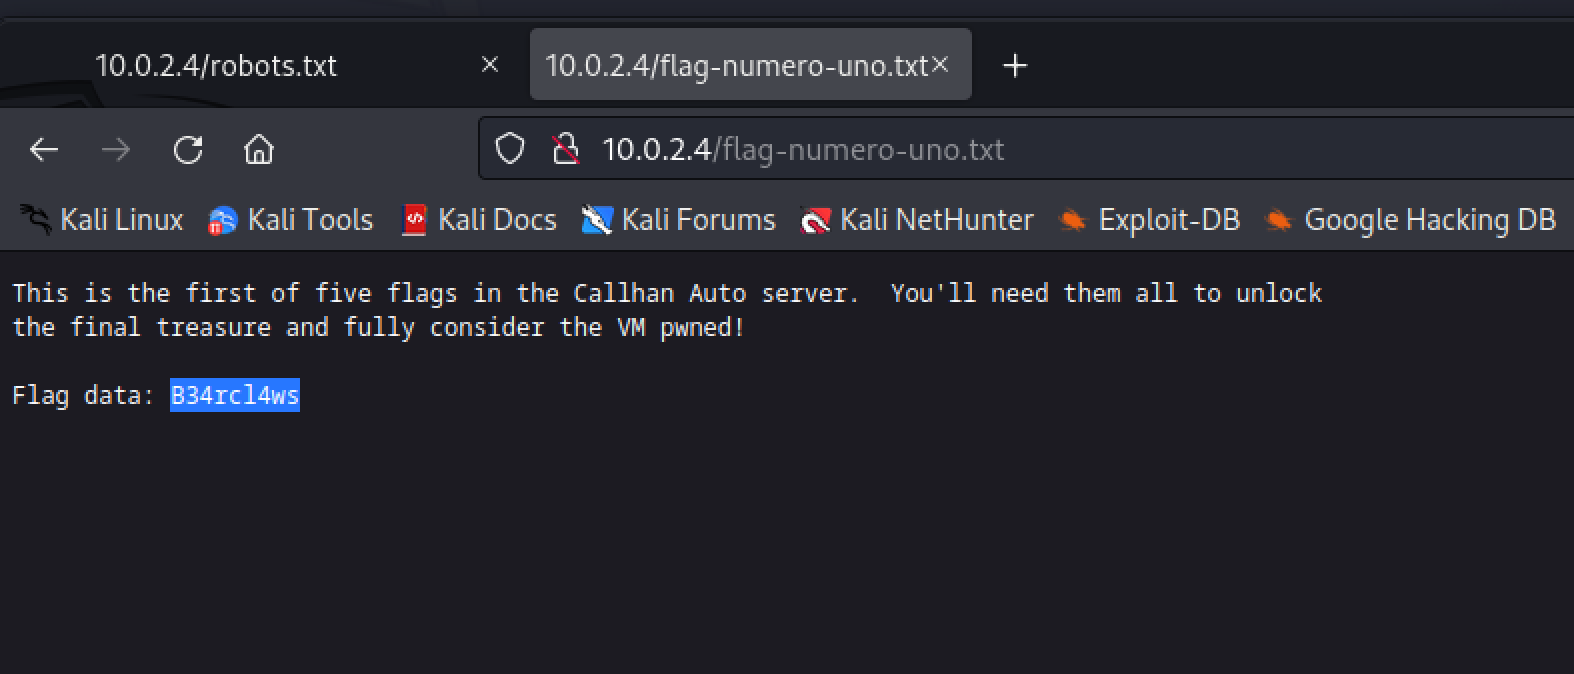 10.0.2.4/robots.txt
10.0.2.4/flag-numero-uno.txt
10.0.2.4/flag-numero-uno.txt
Kali Linux Kali Tools Kali Docs Kali Forums Kali NetHunter Exploit-DB Google Hacking DB
This is the first of five flags in the Callhan Auto server.  You'll need them all to unlock
the final treasure and fully consider the VM pwned!
Flag data: B34rcl4ws